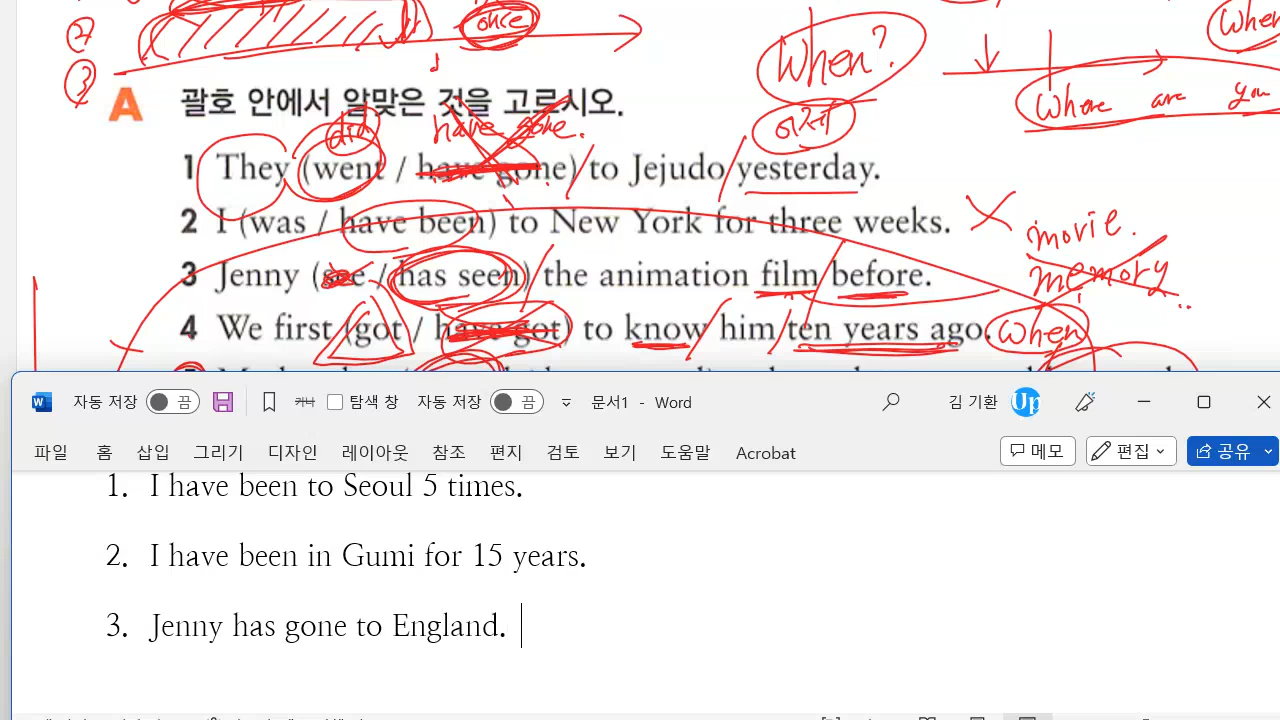 ② once When? When
③
Where are you
A 괄호 안에서 알맞은 것을 고르시오.
did have gone.
1 They (went / have gone) to Jejudo yesterday.
2 I (was / have been) to New York for three weeks.
movie.
3 Jenny (see / has seen) the animation film before. memory
4 We first (got / have got) to know him ten years ago. when
자동 저장 끔 탐색 창 자동 저장 끔 문서1 - Word 김 기환 Up
파일 홈 삽입 그리기 디자인 레이아웃 참조 편지 검토 보기 도움말 Acrobat 메모 편집 공유
1. I have been to Seoul 5 times.
2. I have been in Gumi for 15 years.
3. Jenny has gone to England.